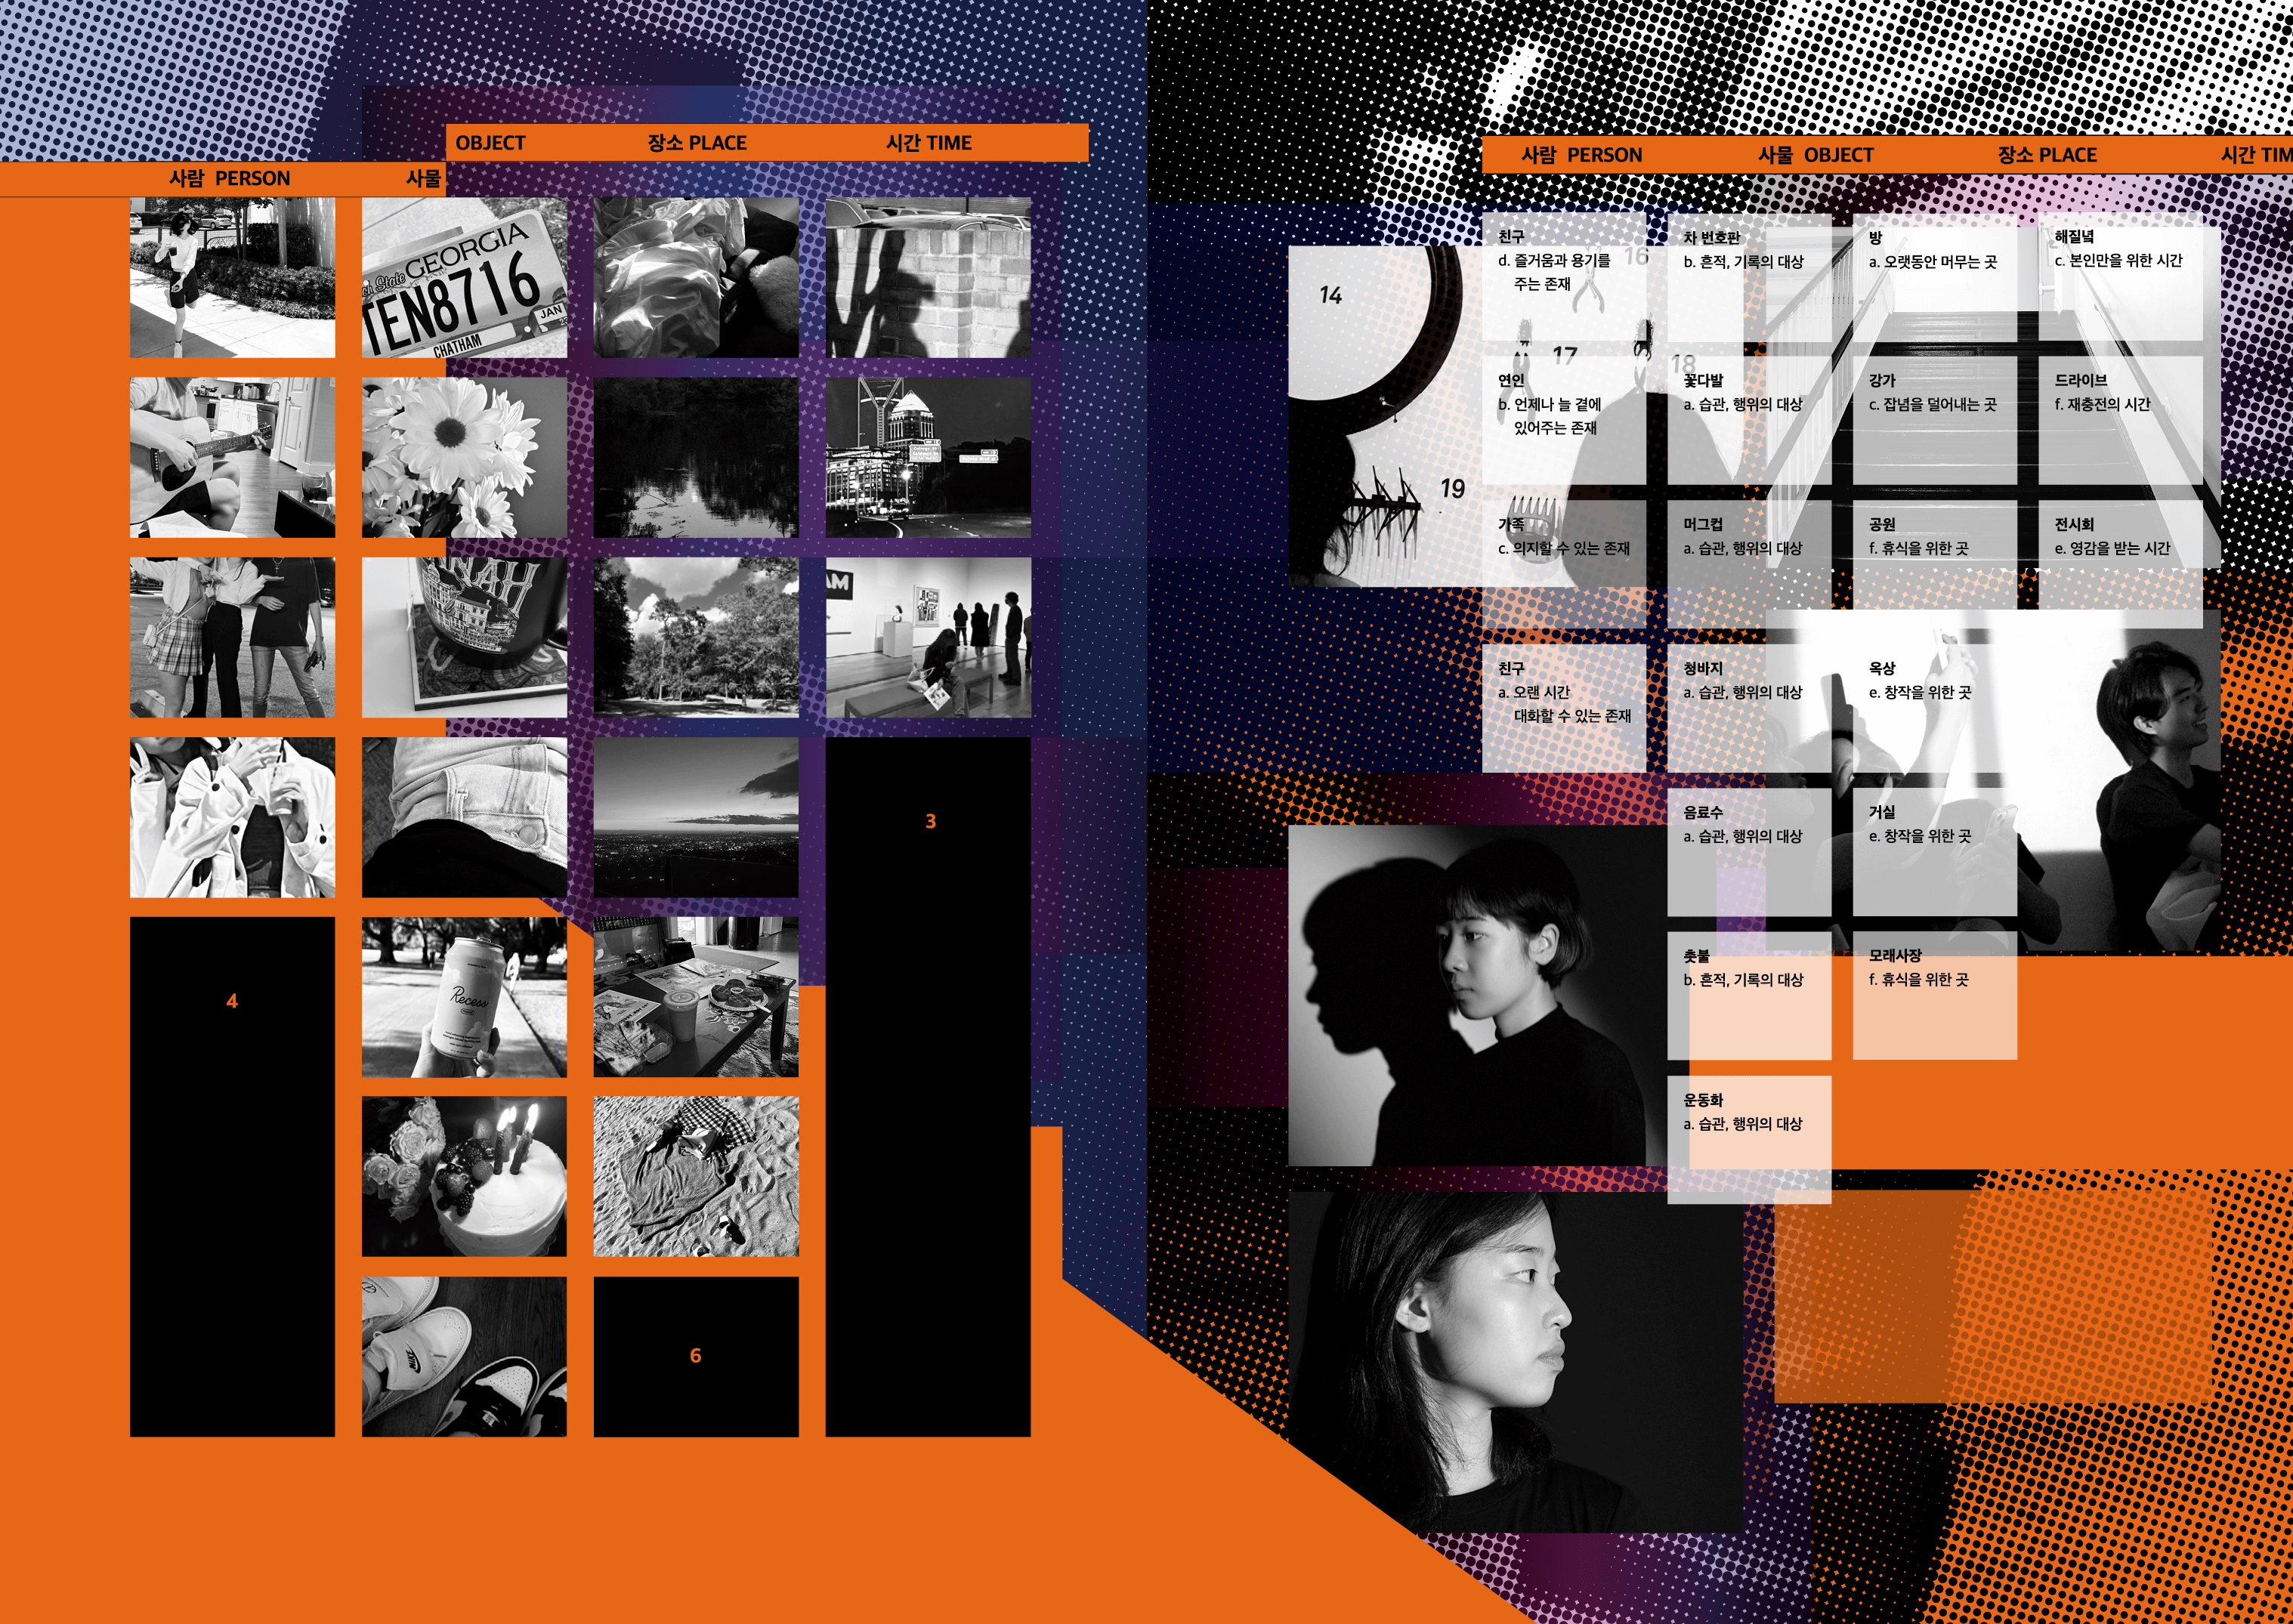 OBJECT 장소 PLACE 시간 TIME
사람 PERSON 사물
GEORGIA
TEN8716
JAN
CHATHAM
3
4
Recess
NIKE
6
사람 PERSON 사물 OBJECT 장소 PLACE 시간 TIM
친구
d. 즐거움과 용기를
주는 존재
차 번호판
b. 흔적, 기록의 대상
방
a. 오랫동안 머무는 곳
해질녘
c. 본인만을 위한 시간
연인
b. 언제나 늘 곁에
있어주는 존재
꽃다발
a. 습관, 행위의 대상
강가
c. 잡념을 덜어내는 곳
드라이브
f. 재충전의 시간
가족
c. 의지할 수 있는 존재
머그컵
a. 습관, 행위의 대상
공원
f. 휴식을 위한 곳
전시회
e. 영감을 받는 시간
친구
a. 오랜 시간
대화할 수 있는 존재
청바지
a. 습관, 행위의 대상
옥상
e. 창작을 위한 곳
음료수
a. 습관, 행위의 대상
거실
e. 창작을 위한 곳
촛불
b. 흔적, 기록의 대상
모래사장
f. 휴식을 위한 곳
운동화
a. 습관, 행위의 대상
14
16
17
18
19